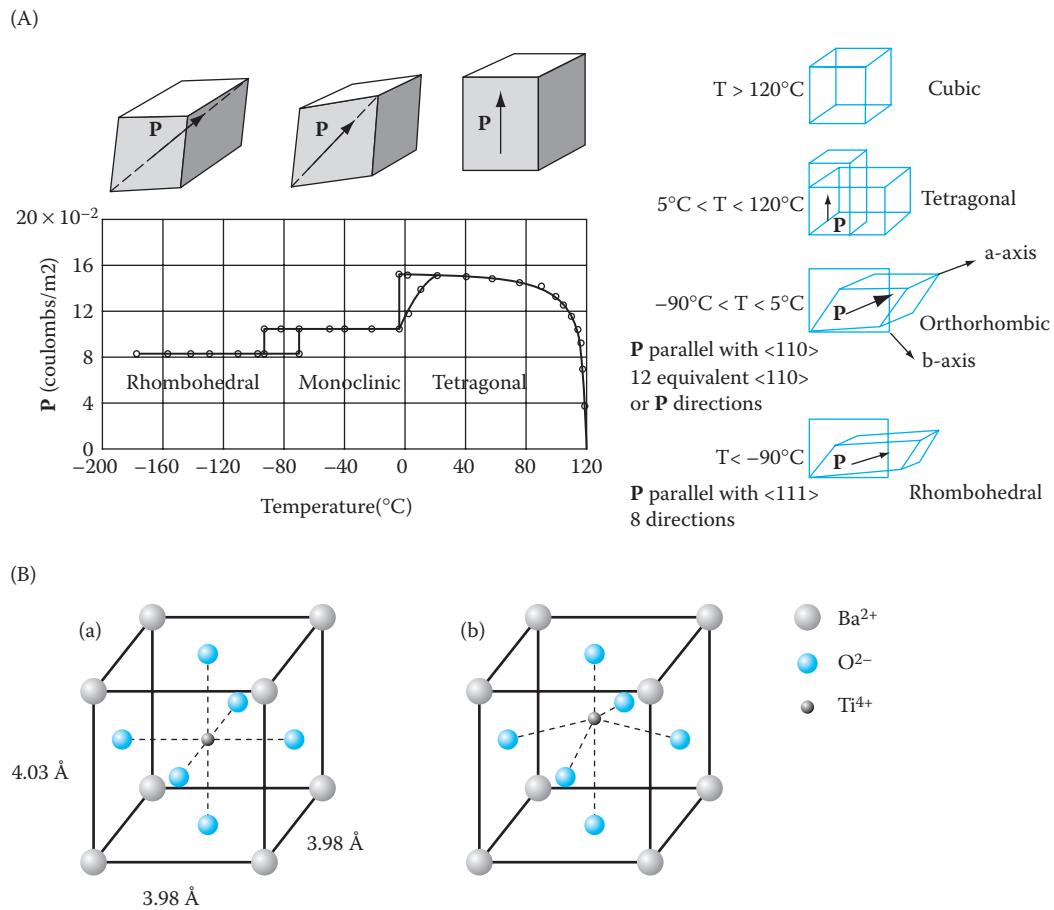 (A)
P
P
P
20 × 10⁻²
16
12
8
4
0
P (coulombs/m2)
Rhombohedral
Monoclinic
Tetragonal
−200 −160 −120 −80 −40 0 40 80 120
Temperature(°C)
T > 120°C
Cubic
5°C < T < 120°C
Tetragonal
P
a-axis
−90°C < T < 5°C
P
Orthorhombic
b-axis
P parallel with <110>
12 equivalent <110>
or P directions
T< −90°C
P
Rhombohedral
P parallel with <111>
8 directions
(B)
(a)
4.03 Å
3.98 Å
3.98 Å
(b)
Ba²⁺
O²⁻
Ti⁴⁺